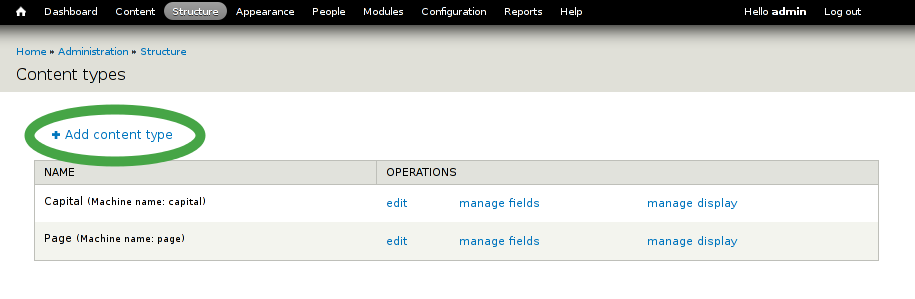 Dashboard Content Structure Appearance People Modules Configuration Reports Help Hello admin Log out
Home » Administration » Structure
Content types
+ Add content type
NAME OPERATIONS
Capital (Machine name: capital) edit manage fields manage display
Page (Machine name: page) edit manage fields manage display